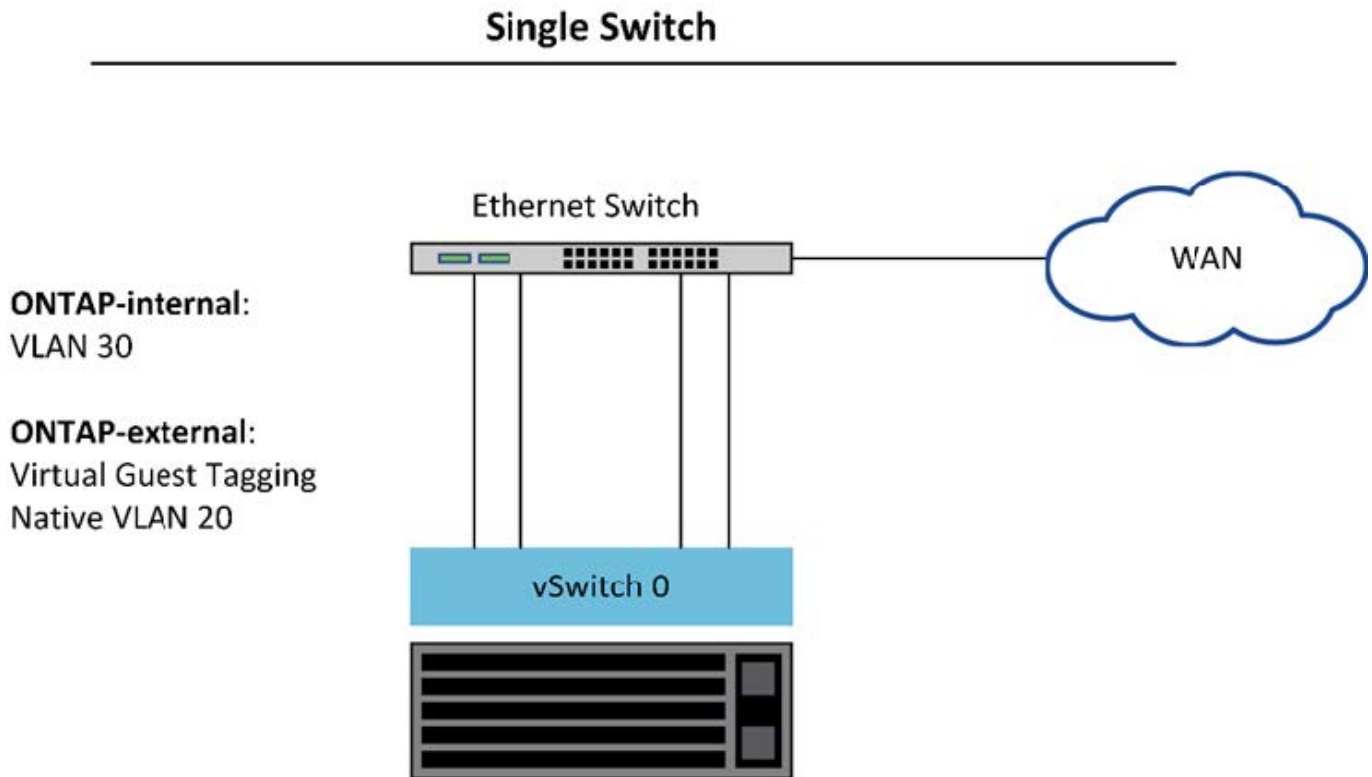 Single Switch
Ethernet Switch
WAN
ONTAP-internal:
VLAN 30
ONTAP-external:
Virtual Guest Tagging
Native VLAN 20
vSwitch 0